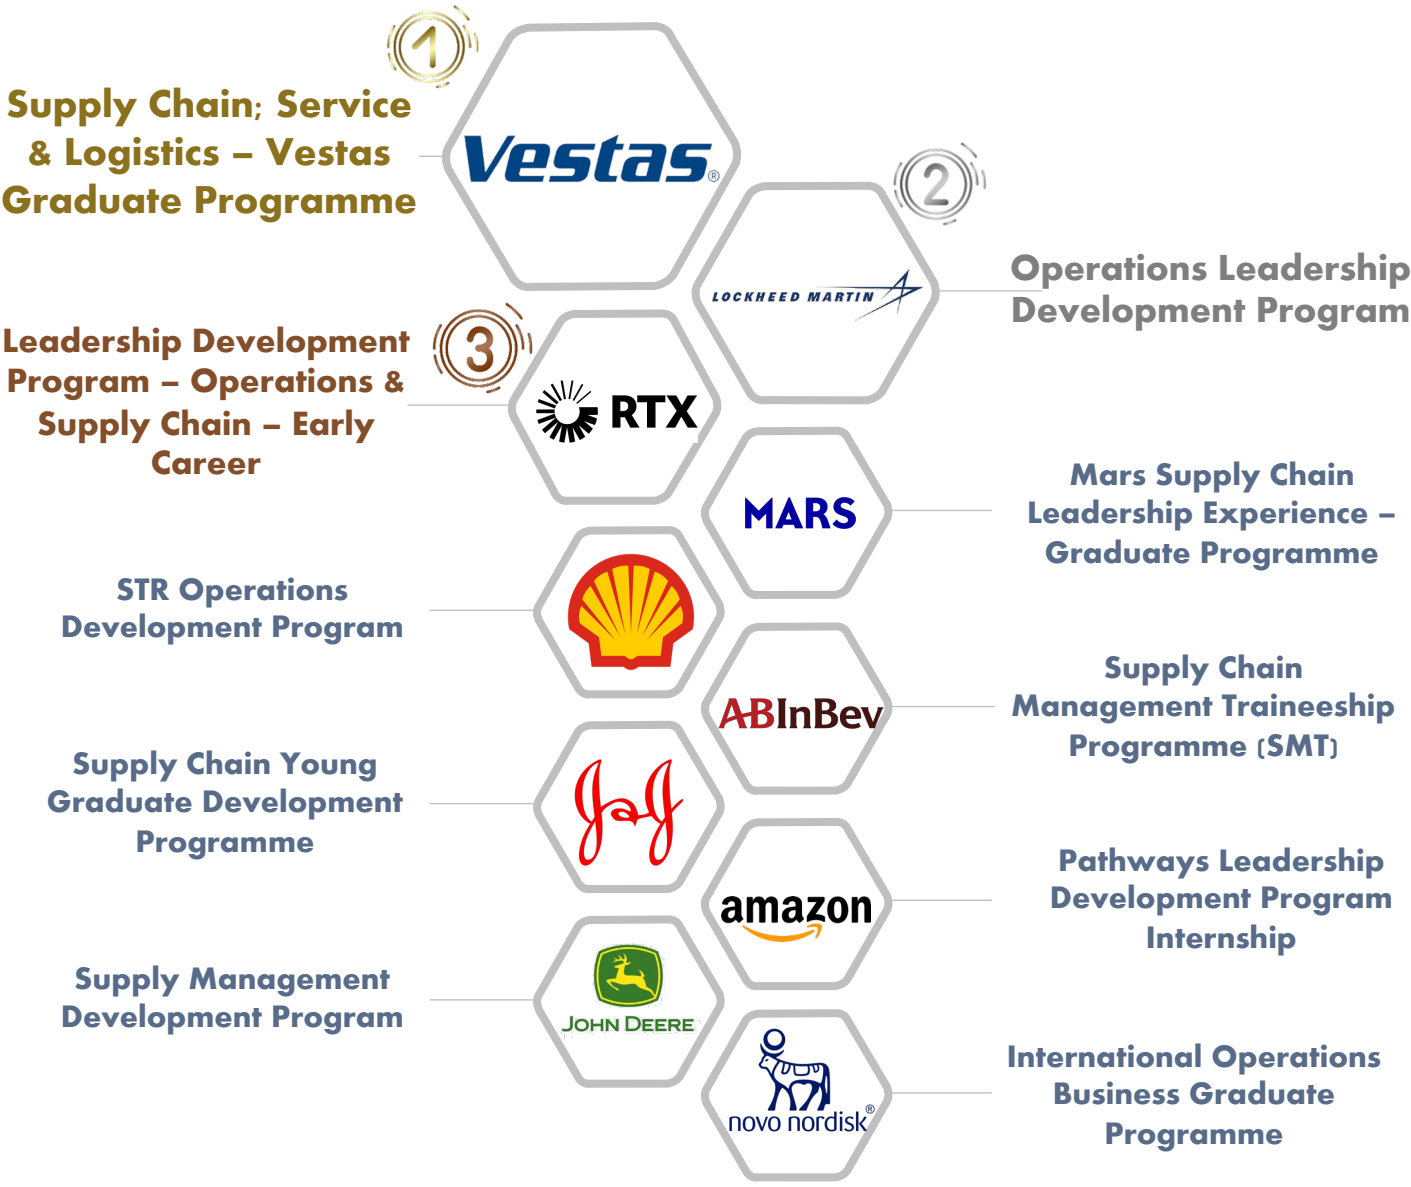 1
Supply Chain; Service
& Logistics – Vestas
Graduate Programme
Vestas®
2
LOCKHEED MARTIN
Operations Leadership
Development Program
3
Leadership Development
Program – Operations &
Supply Chain – Early
Career
RTX
MARS
Mars Supply Chain
Leadership Experience –
Graduate Programme
STR Operations
Development Program
ABInBev
Supply Chain
Management Traineeship
Programme (SMT)
Supply Chain Young
Graduate Development
Programme
J&J
amazon
Pathways Leadership
Development Program
Internship
Supply Management
Development Program
JOHN DEERE
novo nordisk®
International Operations
Business Graduate
Programme